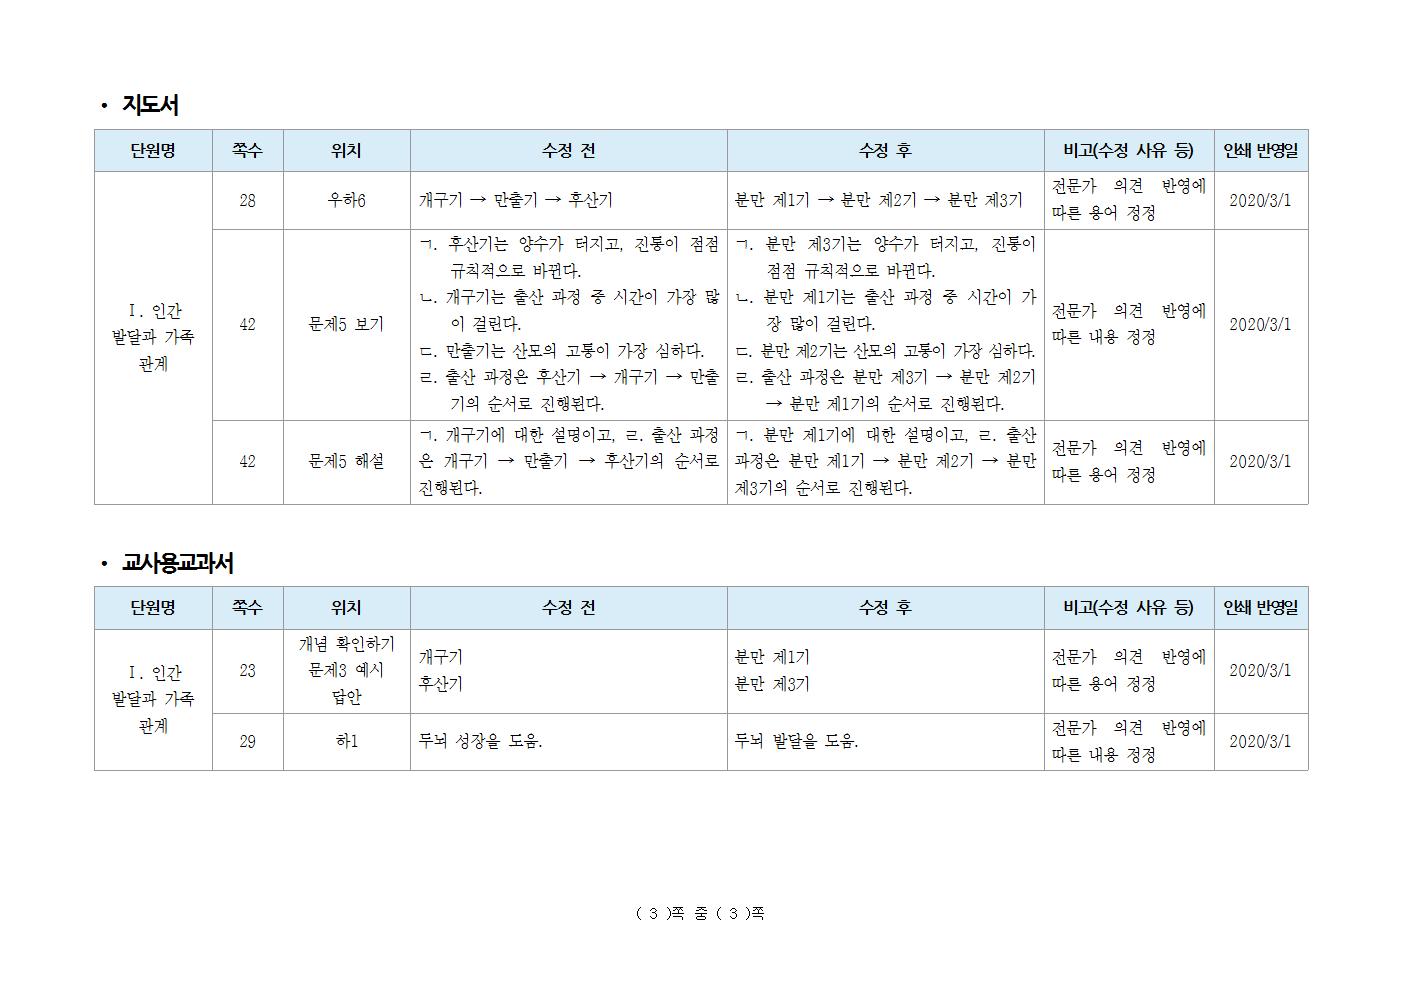 • 지도서
단원명 쪽수 위치 수정 전 수정 후 비고(수정 사유 등) 인쇄 반영일
Ⅰ. 인간
발달과 가족
관계
28 우하6 개구기 → 만출기 → 후산기 분만 제1기 → 분만 제2기 → 분만 제3기
전문가 의견 반영에
따른 용어 정정
2020/3/1
42 문제5 보기
ㄱ. 후산기는 양수가 터지고, 진통이 점점
규칙적으로 바뀐다.
ㄴ. 개구기는 출산 과정 중 시간이 가장 많
이 걸린다.
ㄷ. 만출기는 산모의 고통이 가장 심하다.
ㄹ. 출산 과정은 후산기 → 개구기 → 만출
기의 순서로 진행된다.
ㄱ. 분만 제3기는 양수가 터지고, 진통이
점점 규칙적으로 바뀐다.
ㄴ. 분만 제1기는 출산 과정 중 시간이 가
장 많이 걸린다.
ㄷ. 분만 제2기는 산모의 고통이 가장 심하다.
ㄹ. 출산 과정은 분만 제3기 → 분만 제2기
→ 분만 제1기의 순서로 진행된다.
전문가 의견 반영에
따른 내용 정정
2020/3/1
42 문제5 해설
ㄱ. 개구기에 대한 설명이고, ㄹ. 출산 과정
은 개구기 → 만출기 → 후산기의 순서로
진행된다.
ㄱ. 분만 제1기에 대한 설명이고, ㄹ. 출산
과정은 분만 제1기 → 분만 제2기 → 분만
제3기의 순서로 진행된다.
전문가 의견 반영에
따른 용어 정정
2020/3/1
• 교사용교과서
단원명 쪽수 위치 수정 전 수정 후 비고(수정 사유 등) 인쇄 반영일
Ⅰ. 인간
발달과 가족
관계
23
개념 확인하기
문제3 예시
답안
개구기
후산기
분만 제1기
분만 제3기
전문가 의견 반영에
따른 용어 정정
2020/3/1
29 하1 두뇌 성장을 도움. 두뇌 발달을 도움.
전문가 의견 반영에
따른 내용 정정
2020/3/1
( 3 )쪽 중 ( 3 )쪽